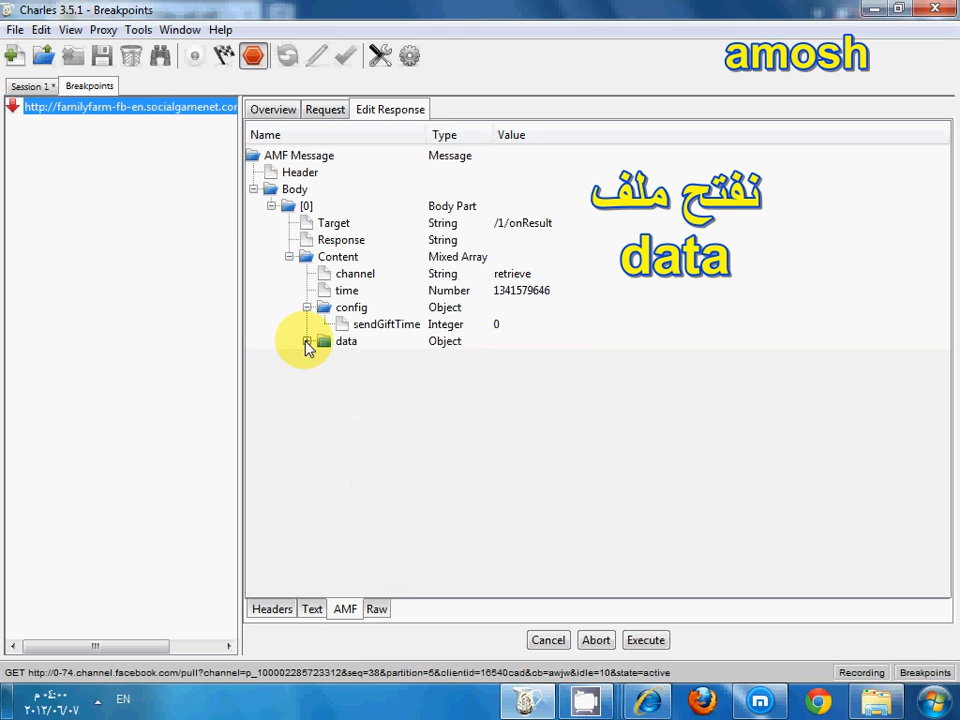 Charles 3.5.1 - Breakpoints
File Edit View Proxy Tools Window Help
amosh
Session 1 * Breakpoints
http://familyfarm-fb-en.socialgamenet.cor
Overview Request Edit Response
Name Type Value
AMF Message Message
Header
Body
[0] Body Part
Target String /1/onResult
Response String
Content Mixed Array
channel String retrieve
time Number 1341579646
config Object
sendGiftTime Integer 0
data Object
نفتح ملف
data
Headers Text AMF Raw
Cancel Abort Execute
GET http://0-74.channel.facebook.com/pull?channel=p_100002285723312&seq=38&partition=5&clientid=16540cad&cb=awjw&idle=10&state=active
Recording Breakpoints
٠٤:٠٠ م
EN
٢٠١٢/٠٦/٠٧